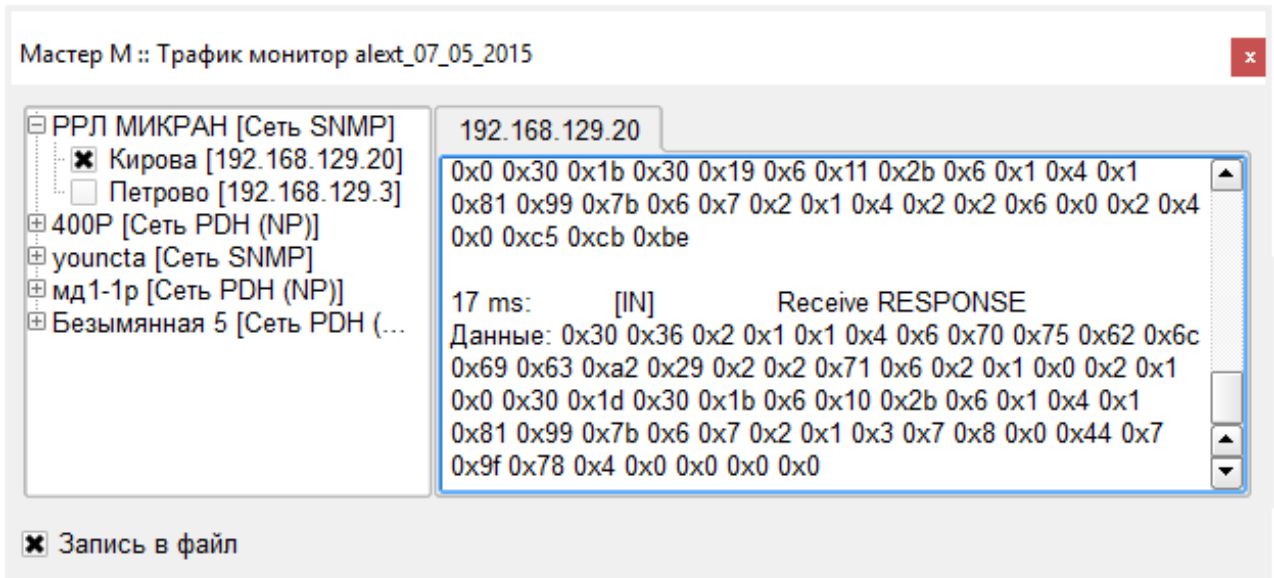 Мастер М :: Трафик монитор alext_07_05_2015
x
РРЛ МИКРАН [Сеть SNMP]
Кирова [192.168.129.20]
Петрово [192.168.129.3]
400Р [Сеть PDH (NP)]
youncta [Сеть SNMP]
мд1-1р [Сеть PDH (NP)]
Безымянная 5 [Сеть PDH (...
192.168.129.20
0x0 0x30 0x1b 0x30 0x19 0x6 0x11 0x2b 0x6 0x1 0x4 0x1
0x81 0x99 0x7b 0x6 0x7 0x2 0x1 0x4 0x2 0x2 0x6 0x0 0x2 0x4
0x0 0xc5 0xcb 0xbe
17 ms: [IN] Receive RESPONSE
Данные: 0x30 0x36 0x2 0x1 0x1 0x4 0x6 0x70 0x75 0x62 0x6c
0x69 0x63 0xa2 0x29 0x2 0x2 0x71 0x6 0x2 0x1 0x0 0x2 0x1
0x0 0x30 0x1d 0x30 0x1b 0x6 0x10 0x2b 0x6 0x1 0x4 0x1
0x81 0x99 0x7b 0x6 0x7 0x2 0x1 0x3 0x7 0x8 0x0 0x44 0x7
0x9f 0x78 0x4 0x0 0x0 0x0 0x0
Запись в файл